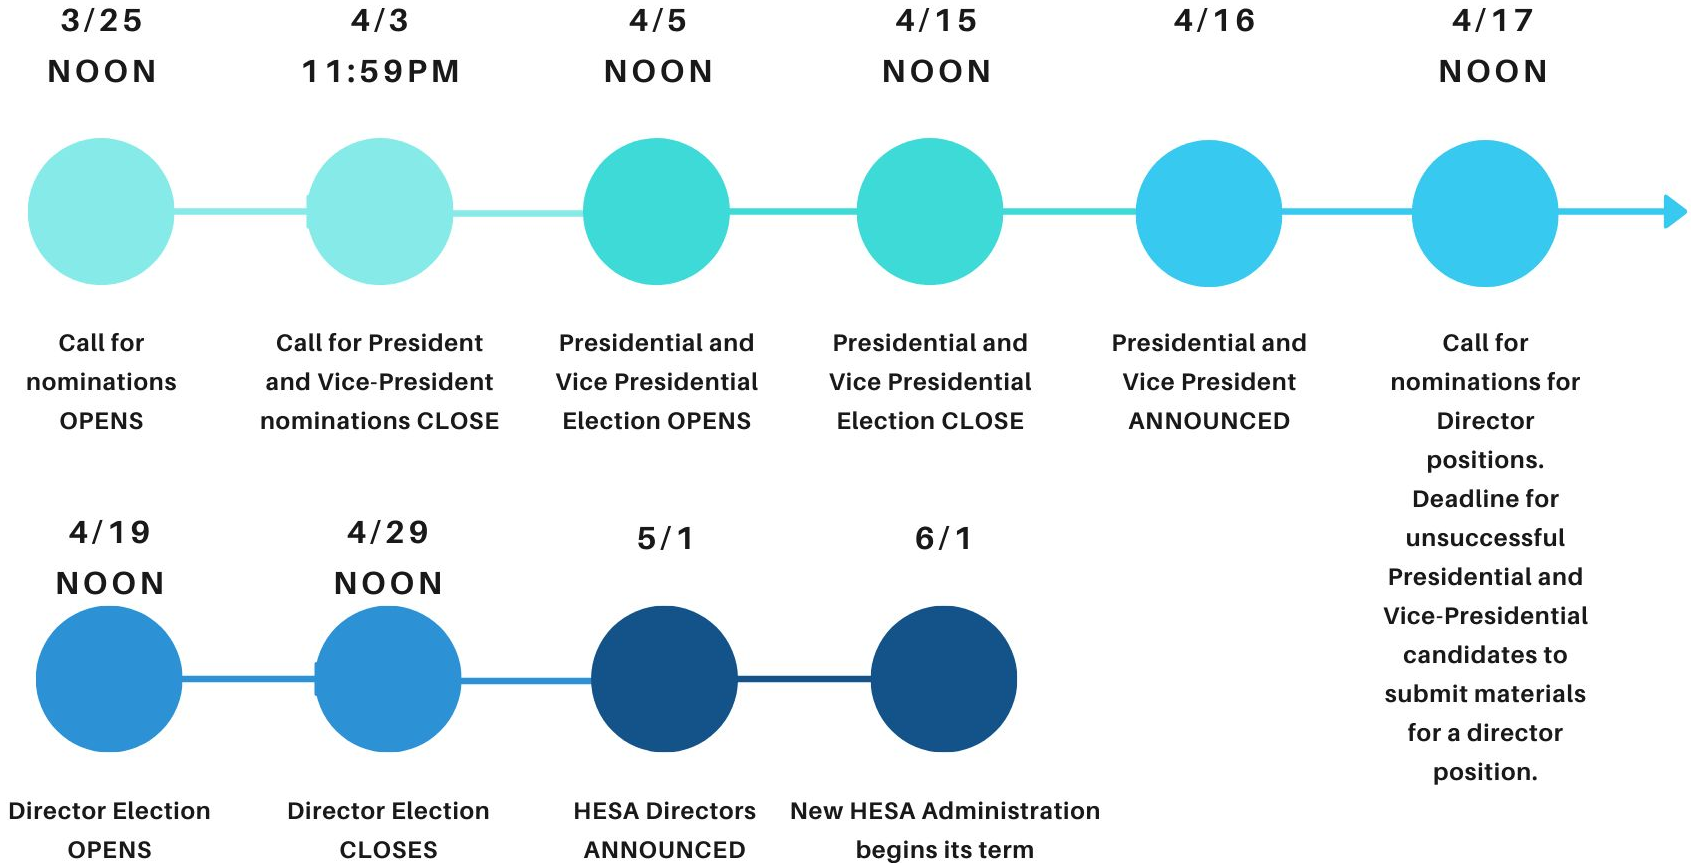 3/25
NOON
Call for
nominations
OPENS
4/3
11:59PM
Call for President
and Vice-President
nominations CLOSE
4/5
NOON
Presidential and
Vice Presidential
Election OPENS
4/15
NOON
Presidential and
Vice Presidential
Election CLOSE
4/16
Presidential and
Vice President
ANNOUNCED
4/17
NOON
Call for
nominations for
Director
positions.
Deadline for
unsuccessful
Presidential and
Vice-Presidential
candidates to
submit materials
for a director
position.
4/19
NOON
Director Election
OPENS
4/29
NOON
Director Election
CLOSES
5/1
HESA Directors
ANNOUNCED
6/1
New HESA Administration
begins its term